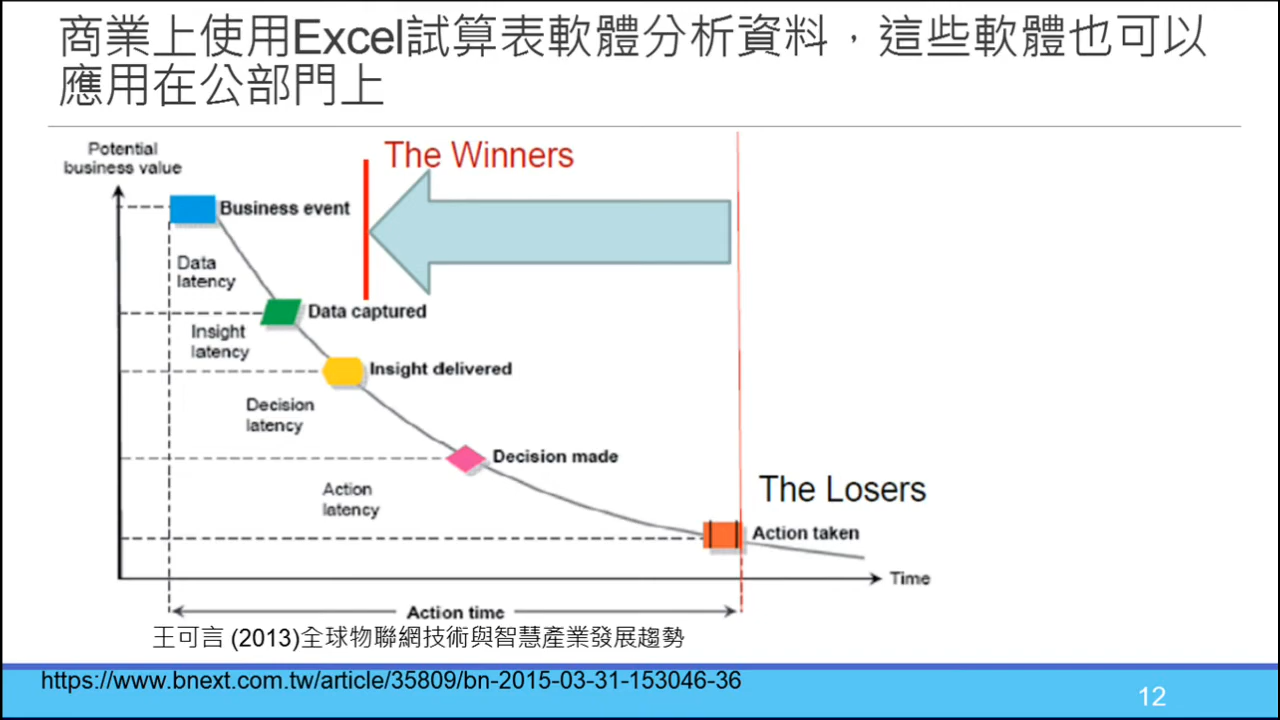 商業上使用Excel試算表軟體分析資料，這些軟體也可以
應用在公部門上
Potential
business value
The Winners
Business event
Data
latency
Data captured
Insight
latency
Insight delivered
Decision
latency
Decision made
Action
latency
The Losers
Action taken
Time
Action time
王可言 (2013)全球物聯網技術與智慧產業發展趨勢
https://www.bnext.com.tw/article/35809/bn-2015-03-31-153046-36
12